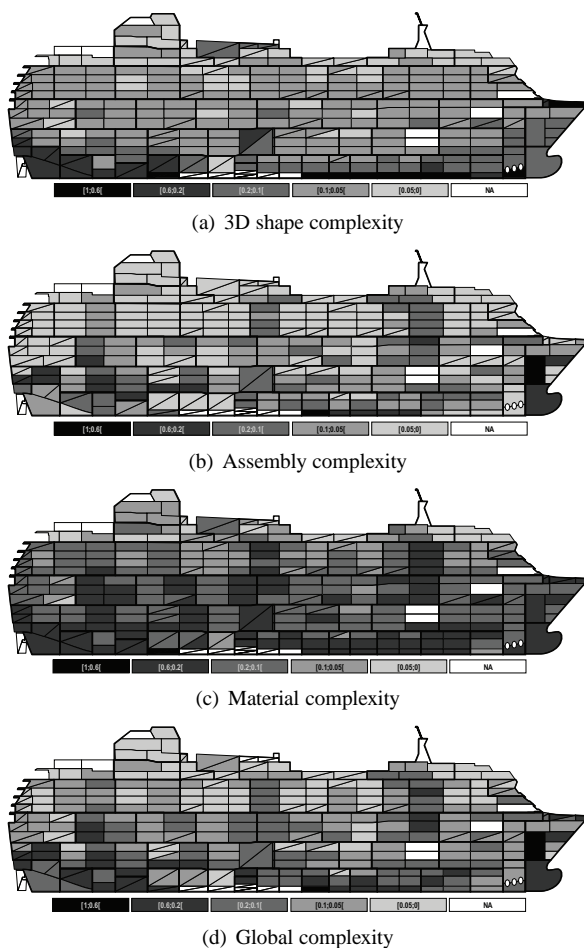 [1;0.6[ [0.6;0.2[ [0.2;0.1[ [0.1;0.05[ [0.05;0] NA
(a) 3D shape complexity
[1;0.6[ [0.6;0.2[ [0.2;0.1[ [0.1;0.05[ [0.05;0] NA
(b) Assembly complexity
[1;0.6[ [0.6;0.2[ [0.2;0.1[ [0.1;0.05[ [0.05;0] NA
(c) Material complexity
[1;0.6[ [0.6;0.2[ [0.2;0.1[ [0.1;0.05[ [0.05;0] NA
(d) Global complexity